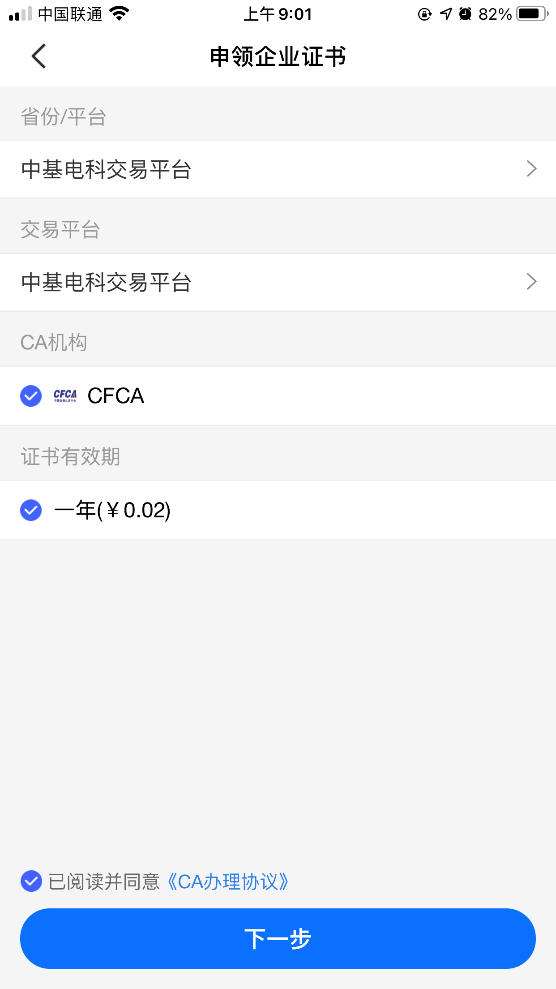 中国联通 上午 9:01 82%
申领企业证书
省份/平台
中基电科交易平台
交易平台
中基电科交易平台
CA机构
CFCA CFCA
证书有效期
一年(￥0.02)
已阅读并同意《CA办理协议》
下一步